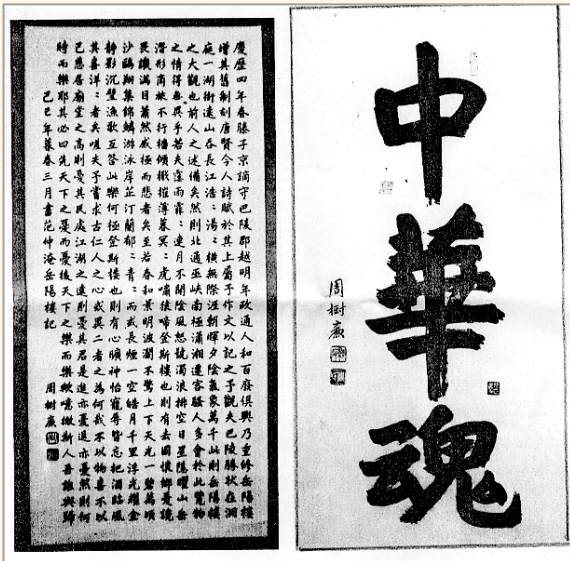 中華魂
周樹廉
慶歷四年春滕子京謫守巴陵郡越明年政通人和百廢俱興乃重修岳陽樓
增其舊制刻唐賢今人詩賦於其上屬予作文以記之予觀夫巴陵勝狀在洞
庭一湖銜遠山吞長江浩〻湯〻橫無際涯朝暉夕陰氣象萬千此則岳陽樓
之大觀也前人之述備矣然則北通巫峽南極瀟湘遷客騷人多會於此覽物
之情得無異乎若夫霪雨霏〻連月不開陰風怒號濁浪排空日星隱曜山岳
潛形商旅不行檣傾楫摧薄暮冥〻虎嘯猿啼登斯樓也則有去國懷鄉憂讒
畏譏滿目蕭然感極而悲者矣至若春和景明波瀾不驚上下天光一碧萬頃
沙鷗翔集錦鱗游泳岸芷汀蘭郁〻青〻而或長煙一空皓月千里浮光耀金
靜影沉璧漁歌互答此樂何極登斯樓也則有心曠神怡寵辱皆忘把酒臨風
其喜洋〻者矣嗟夫予嘗求古仁人之心或異二者之為何哉不以物喜不以
己悲居廟堂之高則憂其民處江湖之遠則憂其君是進亦憂退亦憂然則何
時而樂耶其必曰先天下之憂而憂後天下之樂而樂歟噫微斯人吾誰與歸
己巳年暮春三月書范仲淹岳陽樓記
周樹廉